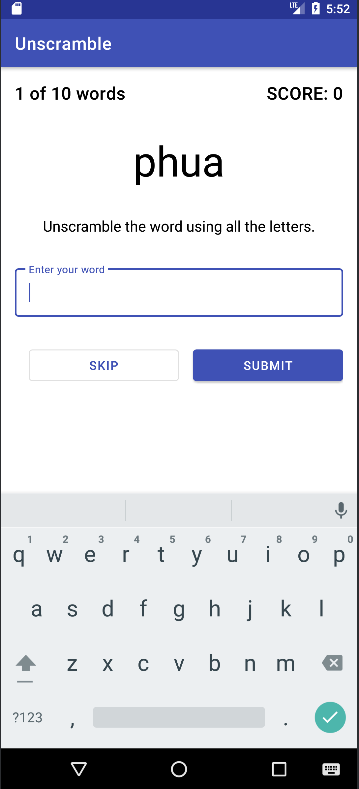 LTE 5:52
Unscramble
1 of 10 words SCORE: 0
phua
Unscramble the word using all the letters.
Enter your word
SKIP SUBMIT
1 2 3 4 5 6 7 8 9 0
q w e r t y u i o p
a s d f g h j k l
z x c v b n m
?123 , .